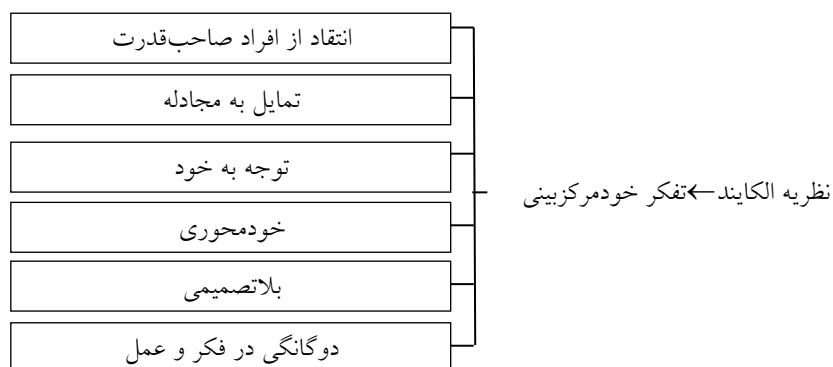 نظریه الکایند←تفکر خودمرکزبینی
انتقاد از افراد صاحب‌قدرت
تمایل به مجادله
توجه به خود
خودمحوری
بلاتصمیمی
دوگانگی در فکر و عمل